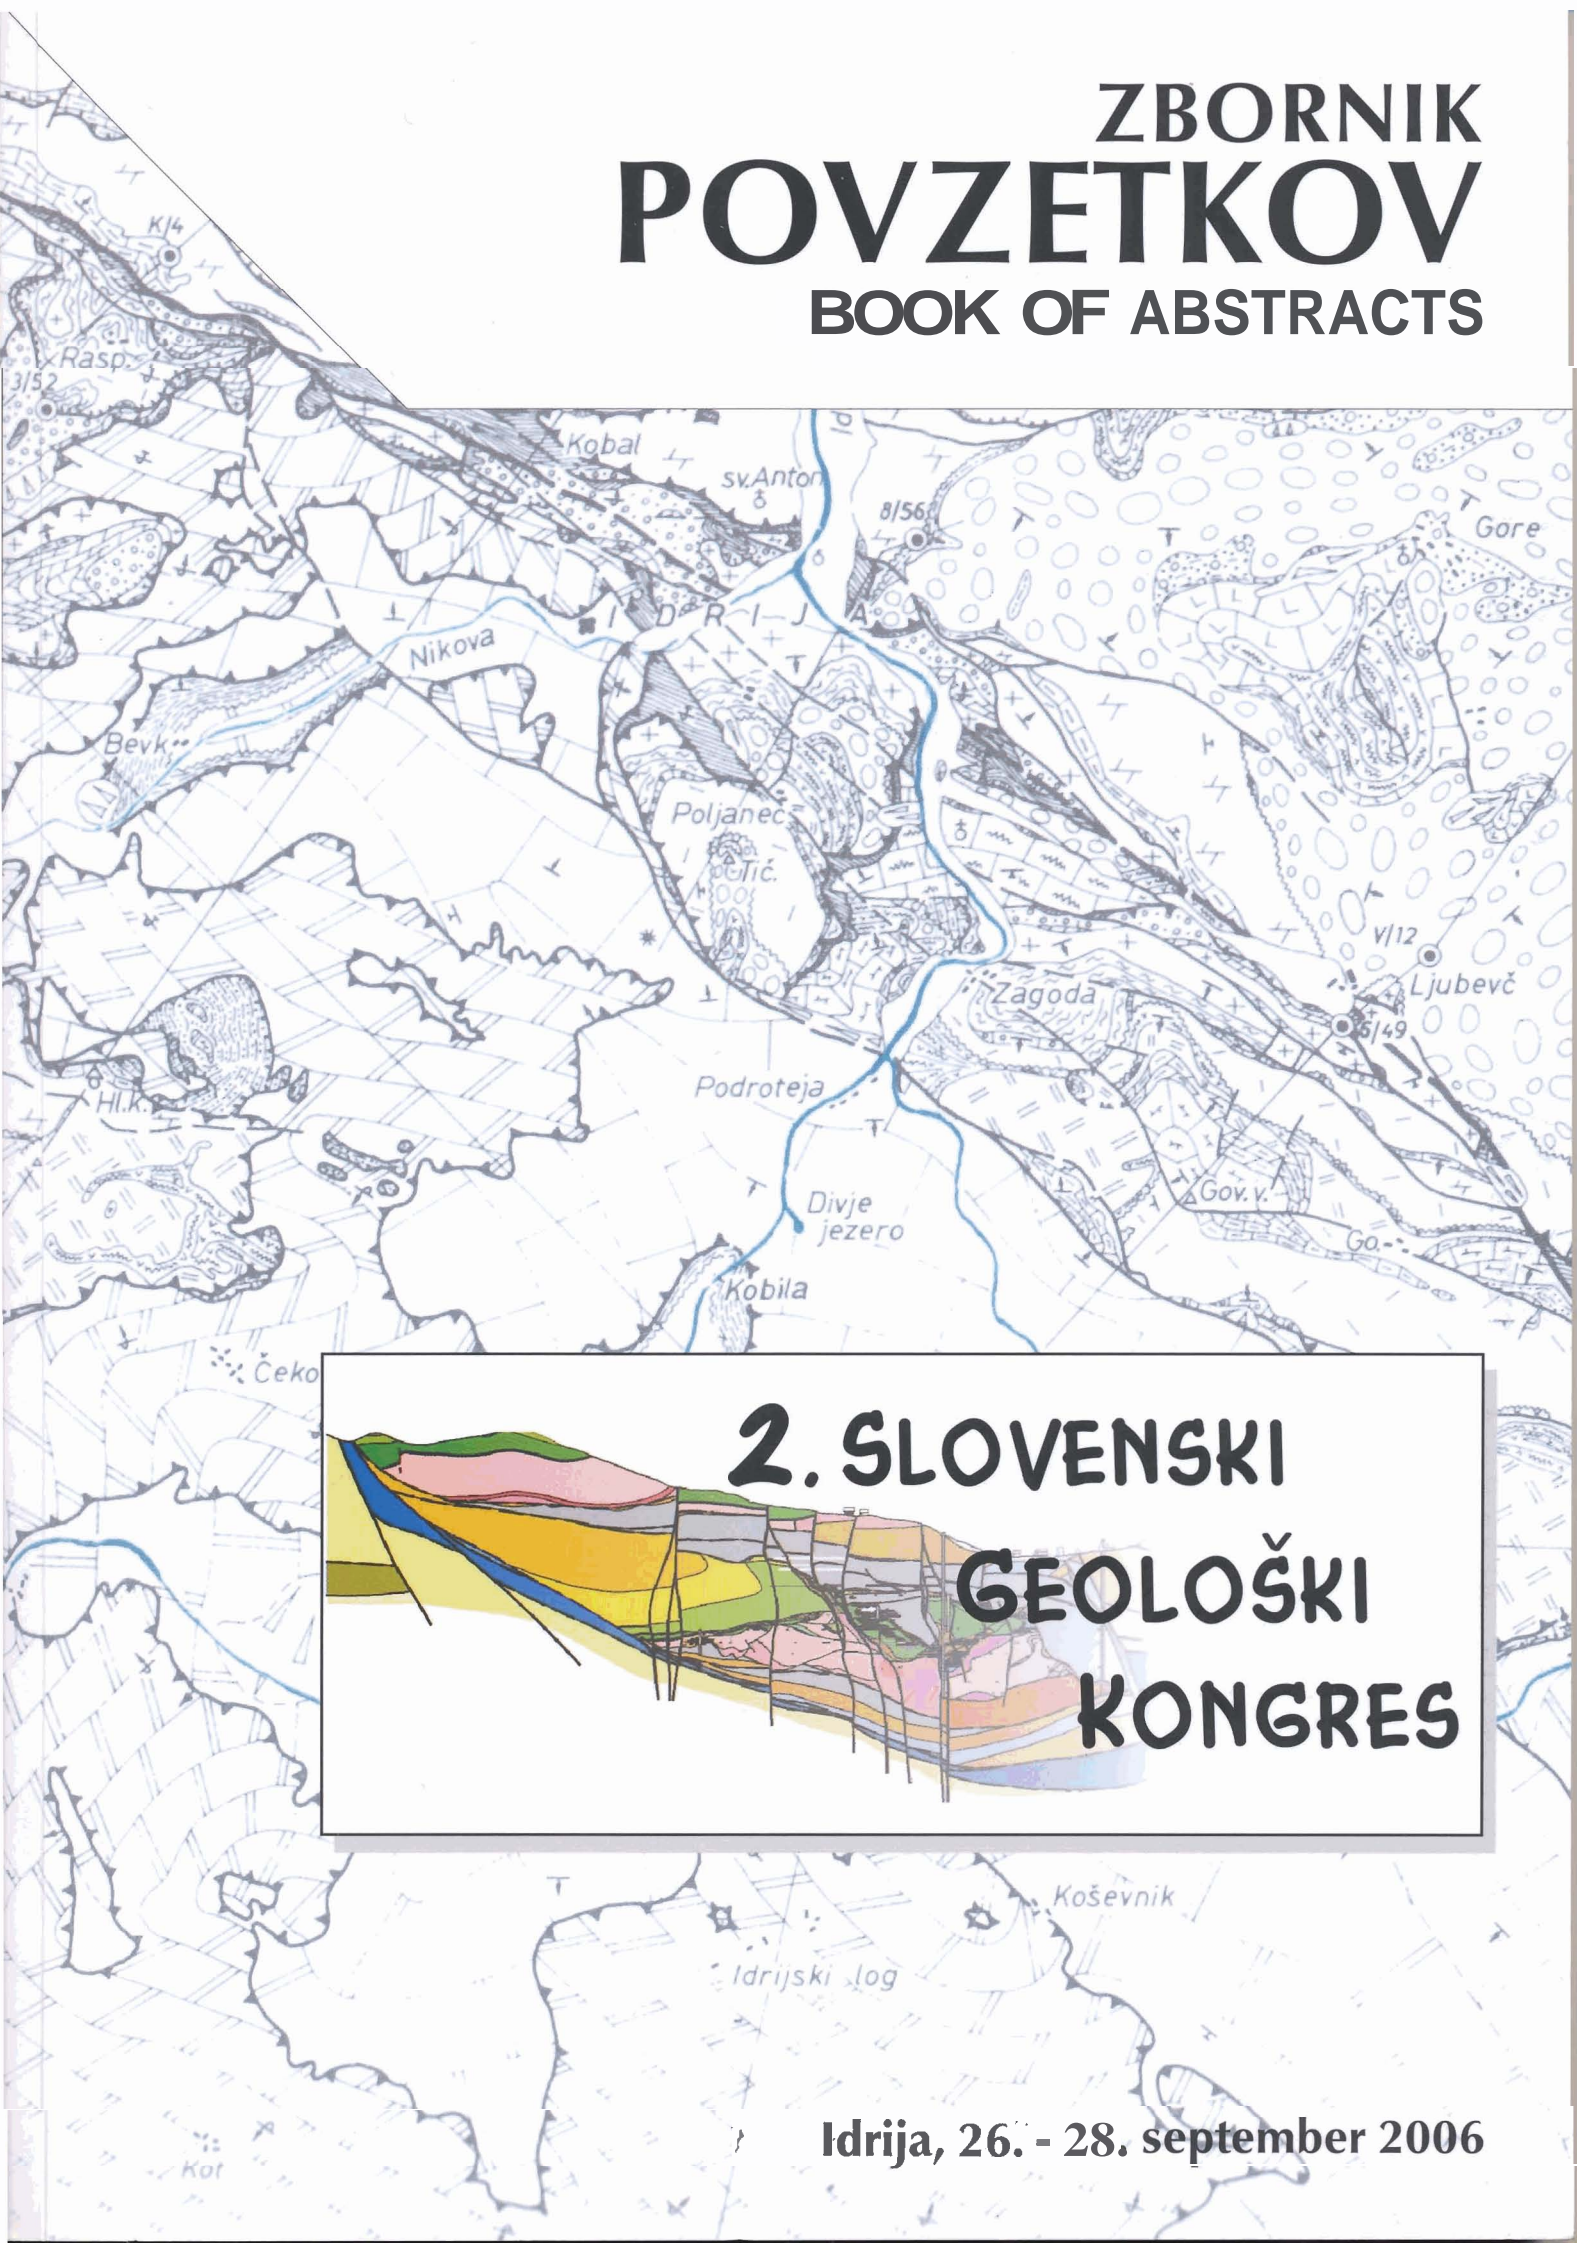 ZBORNIK
POVZETKOV
BOOK OF ABSTRACTS
K/4
Rasp.
3/52
Kobal
sv.Anton
8/56
Gore
I D R I J A
Nikova
Bevk.
Poljanec
Tič.
V/12
Ljubevč
Zagoda
5/49
Podroteja
Hl.k.
Gov. v.
Divje
jezero
Go.
Kobila
Čeko
2. SLOVENSKI
GEOLOŠKI
KONGRES
Koševnik
Idrijski log
Idrija, 26. - 28. september 2006
Kot